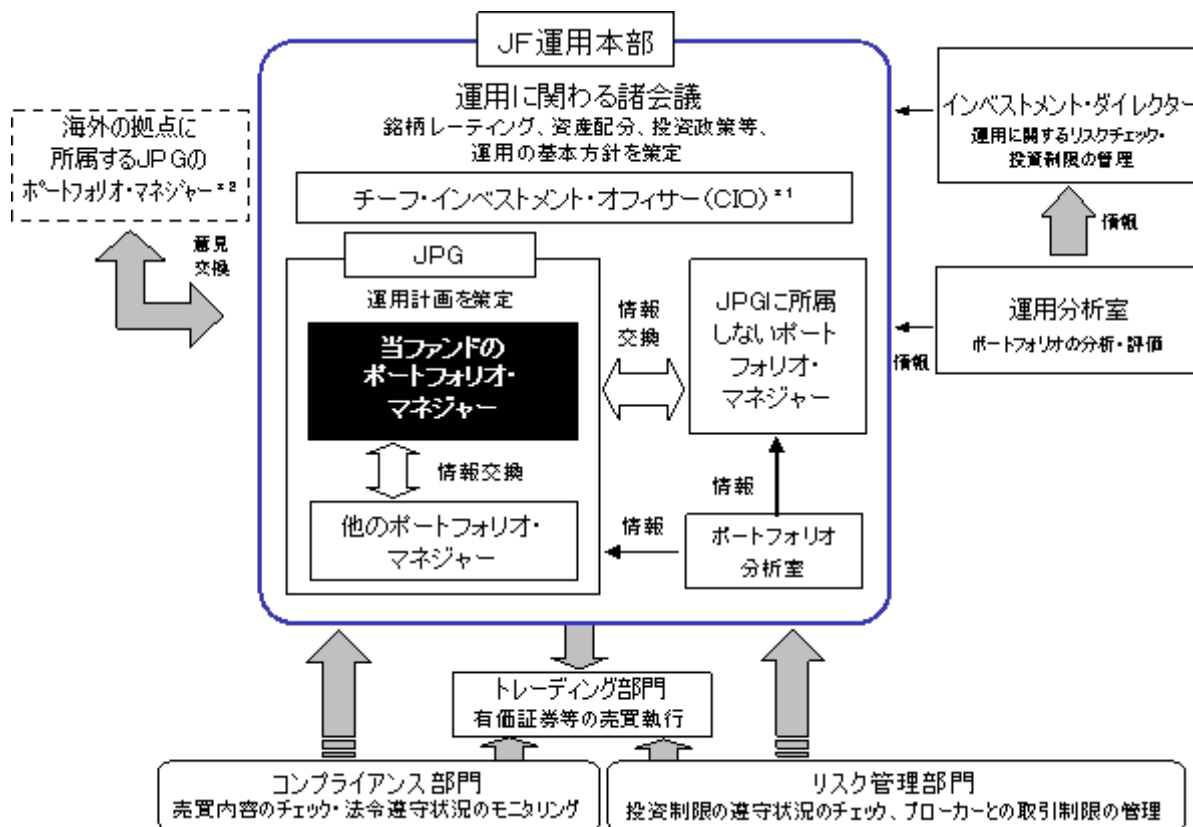 JF運用本部
運用に関わる諸会議
銘柄レーティング、資産配分、投資政策等、
運用の基本方針を策定
チーフ・インベストメント・オフィサー(CIO)*1
海外の拠点に
所属するJPGの
ポートフォリオ・マネジャー*2
意見
交換
JPG
運用計画を策定
当ファンドの
ポートフォリオ・
マネジャー
情報交換
他のポートフォリオ・
マネジャー
情報
交換
JPGに所属
しないポート
フォリオ・
マネジャー
情報
情報
ポートフォリオ
分析室
インベストメント・ダイレクター
運用に関するリスクチェック・
投資制限の管理
情報
運用分析室
ポートフォリオの分析・評価
情報
トレーディング部門
有価証券等の売買執行
コンプライアンス部門
売買内容のチェック・法令遵守状況のモニタリング
リスク管理部門
投資制限の遵守状況のチェック、ブローカーとの取引制限の管理